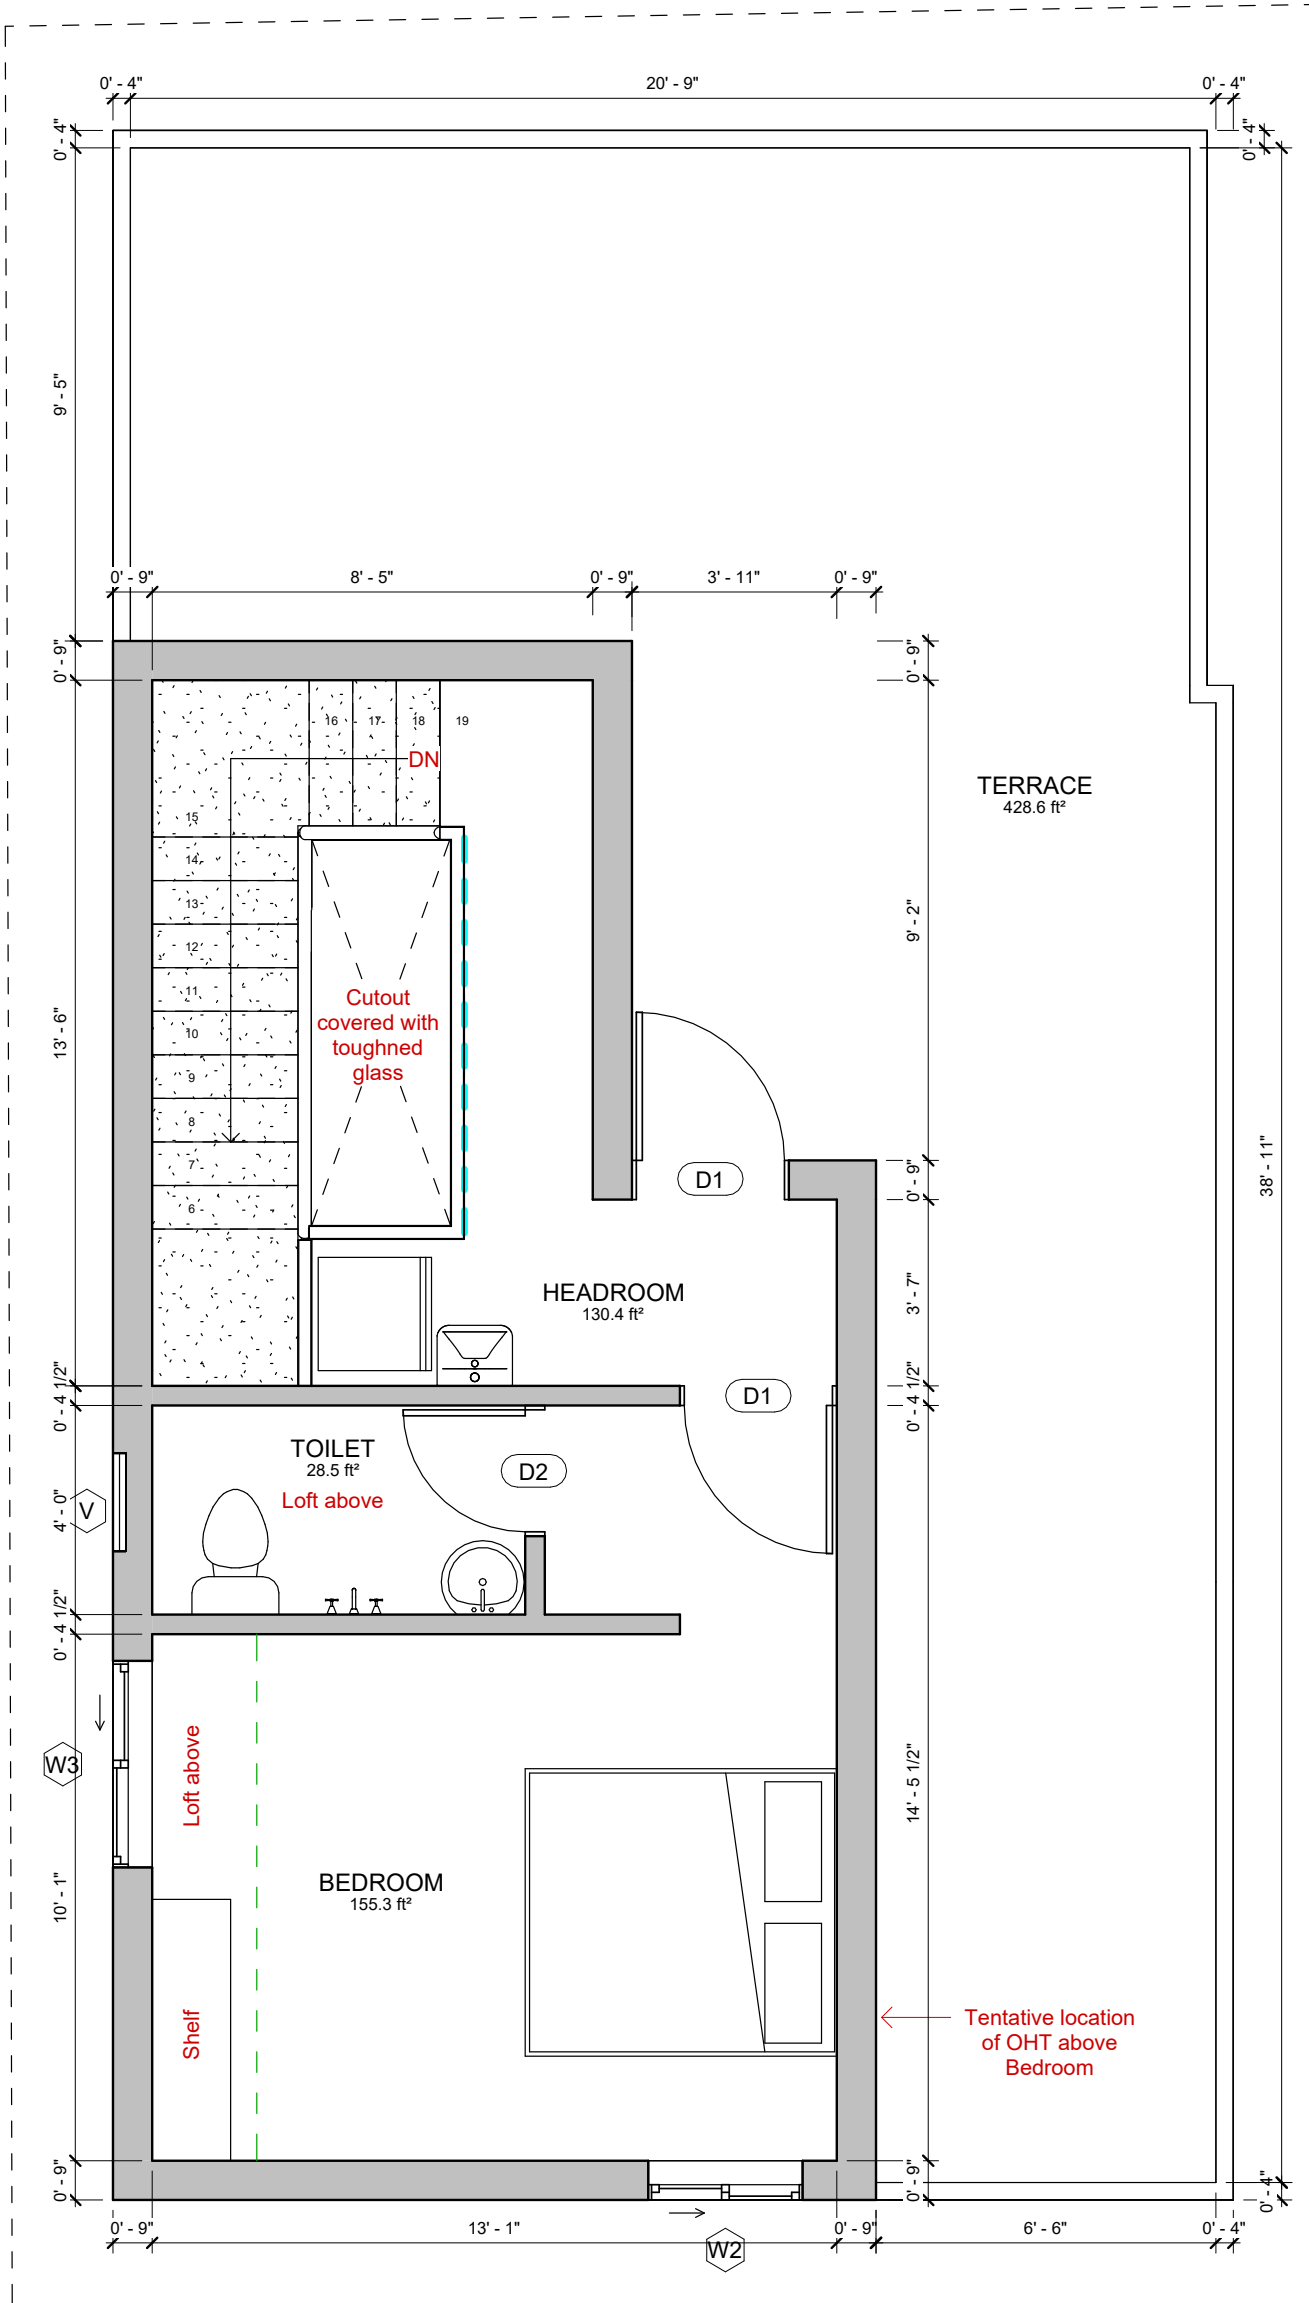 0' - 4"
20' - 9"
0' - 4"
0' - 4"
0' - 4"
9' - 5"
0' - 9"
8' - 5"
0' - 9"
3' - 11"
0' - 9"
0' - 9"
0' - 9"
16
17
18
19
DN
TERRACE
428.6 ft²
15
14
13
12
11
10
9
8
7
6
9' - 2"
13' - 6"
Cutout
covered with
toughned
glass
38' - 11"
D1
0' - 9"
HEADROOM
130.4 ft²
3' - 7"
0' - 4 1/2"
D1
0' - 4 1/2"
TOILET
28.5 ft²
Loft above
D2
V
4' - 0"
0' - 4 1/2"
W3
Loft above
14' - 5 1/2"
BEDROOM
155.3 ft²
10' - 1"
Shelf
Tentative location
of OHT above
Bedroom
0' - 9"
0' - 9"
0' - 4"
0' - 9"
13' - 1"
0' - 9"
6' - 6"
0' - 4"
W2